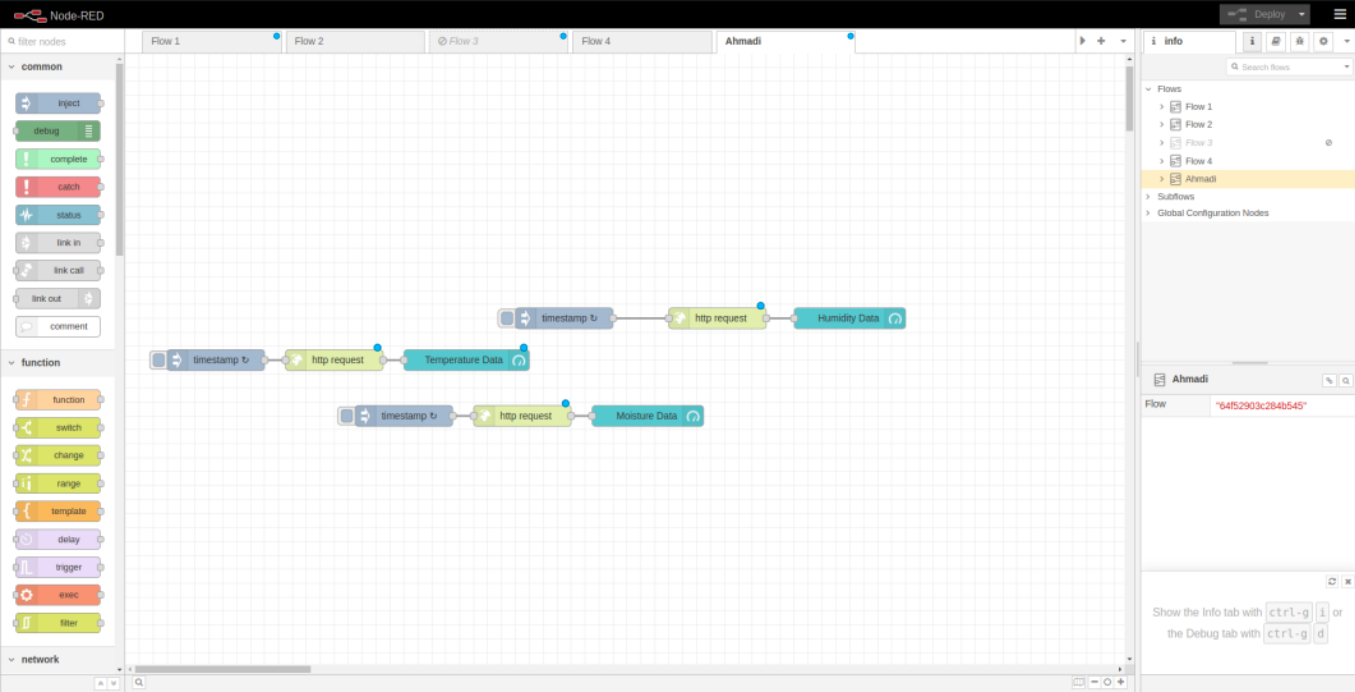 Node-RED
Deploy
filter nodes
Flow 1
Flow 2
Flow 3
Flow 4
Ahmadi
info
Search flows
common
inject
debug
complete
catch
status
link in
link call
link out
comment
function
function
switch
change
range
template
delay
trigger
exec
filter
network
timestamp ↻
http request
Humidity Data
timestamp ↻
http request
Temperature Data
timestamp ↻
http request
Moisture Data
Flows
Flow 1
Flow 2
Flow 3
Flow 4
Ahmadi
Subflows
Global Configuration Nodes
Ahmadi
Flow "64f52903c284b545"
Show the Info tab with ctrl-g i or
the Debug tab with ctrl-g d